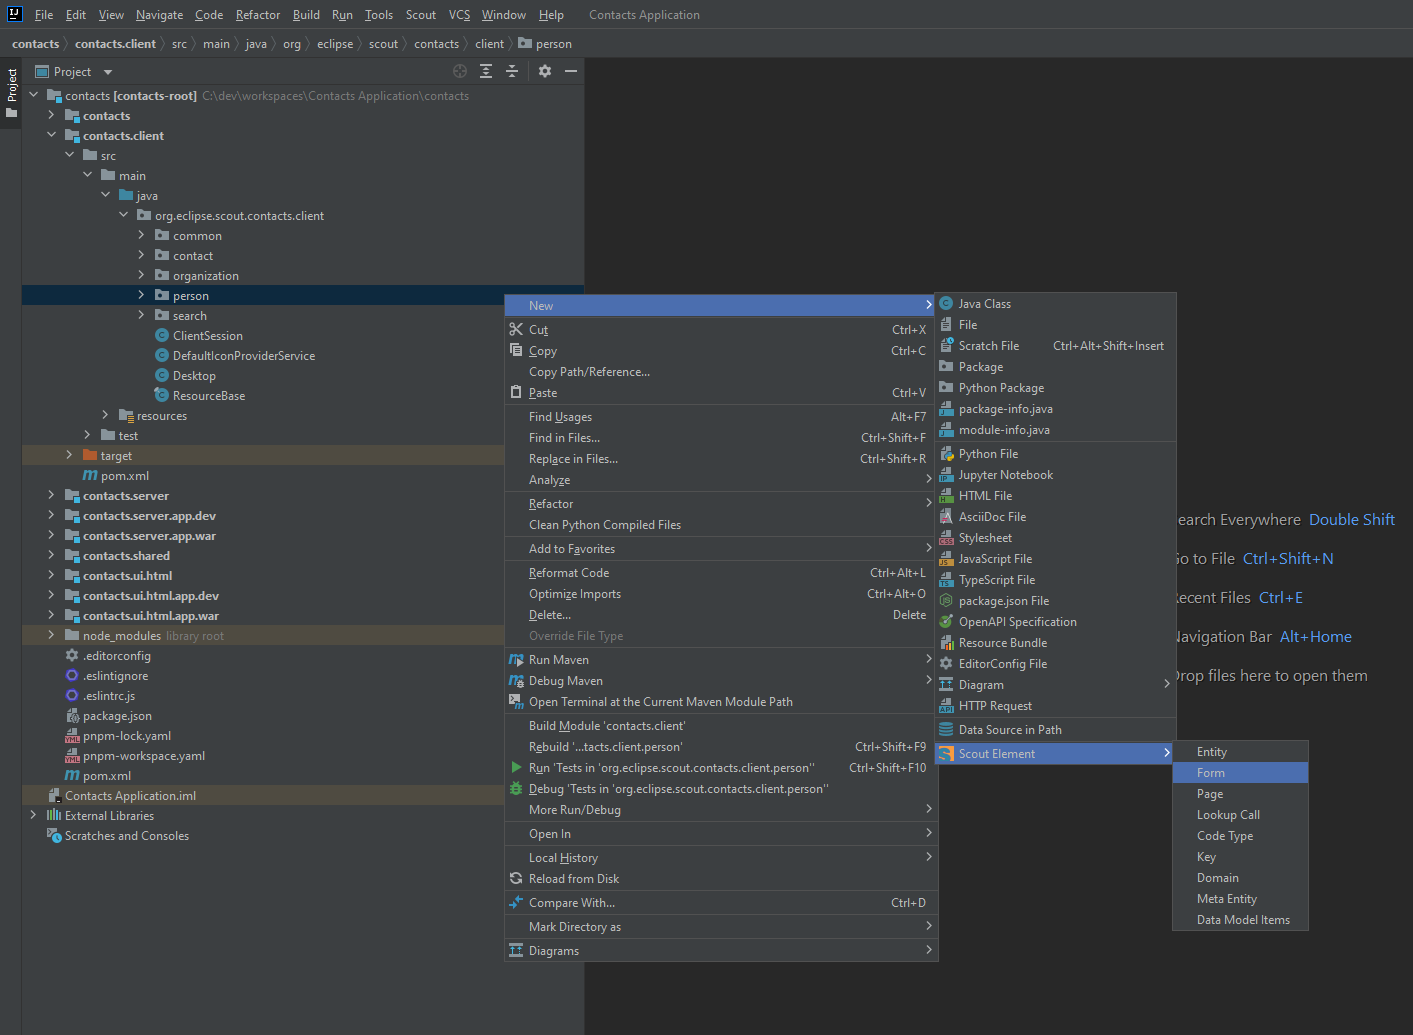 File Edit View Navigate Code Refactor Build Run Tools Scout VCS Window Help Contacts Application
contacts contacts.client src main java org eclipse scout contacts client person
Project
Project
contacts [contacts-root] C:\dev\workspaces\Contacts Application\contacts
contacts
contacts.client
src
main
java
org.eclipse.scout.contacts.client
common
contact
organization
person
search
ClientSession
DefaultIconProviderService
Desktop
ResourceBase
resources
test
target
pom.xml
contacts.server
contacts.server.app.dev
contacts.server.app.war
contacts.shared
contacts.ui.html
contacts.ui.html.app.dev
contacts.ui.html.app.war
node_modules library root
.editorconfig
.eslintignore
.eslintrc.js
package.json
pnpm-lock.yaml
pnpm-workspace.yaml
pom.xml
Contacts Application.iml
External Libraries
Scratches and Consoles
New
Cut Ctrl+X
Copy Ctrl+C
Copy Path/Reference...
Paste Ctrl+V
Find Usages Alt+F7
Find in Files... Ctrl+Shift+F
Replace in Files... Ctrl+Shift+R
Analyze
Refactor
Clean Python Compiled Files
Add to Favorites
Reformat Code Ctrl+Alt+L
Optimize Imports Ctrl+Alt+O
Delete... Delete
Override File Type
Run Maven
Debug Maven
Open Terminal at the Current Maven Module Path
Build Module 'contacts.client'
Rebuild '...tacts.client.person' Ctrl+Shift+F9
Run 'Tests in 'org.eclipse.scout.contacts.client.person'' Ctrl+Shift+F10
Debug 'Tests in 'org.eclipse.scout.contacts.client.person''
More Run/Debug
Open In
Local History
Reload from Disk
Compare With... Ctrl+D
Mark Directory as
Diagrams
Java Class
File
Scratch File Ctrl+Alt+Shift+Insert
Package
Python Package
package-info.java
module-info.java
Python File
Jupyter Notebook
HTML File
AsciiDoc File
Stylesheet
JavaScript File
TypeScript File
package.json File
OpenAPI Specification
Resource Bundle
EditorConfig File
Diagram
HTTP Request
Data Source in Path
Scout Element
Entity
Form
Page
Lookup Call
Code Type
Key
Domain
Meta Entity
Data Model Items
earch Everywhere Double Shift
o to File Ctrl+Shift+N
ecent Files Ctrl+E
avigation Bar Alt+Home
rop files here to open them